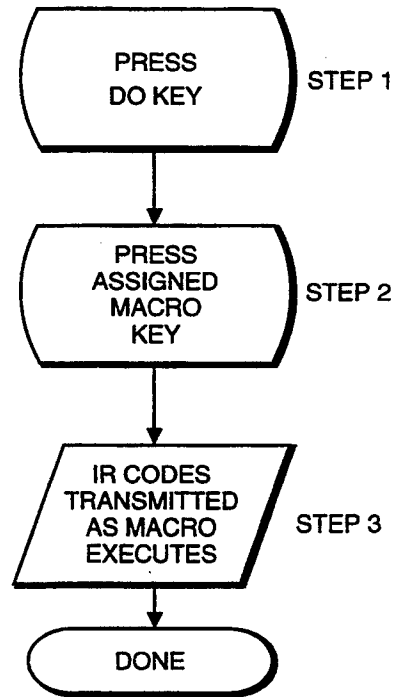 PRESS
DO KEY
STEP 1
PRESS
ASSIGNED
MACRO
KEY
STEP 2
IR CODES
TRANSMITTED
AS MACRO
EXECUTES
STEP 3
DONE